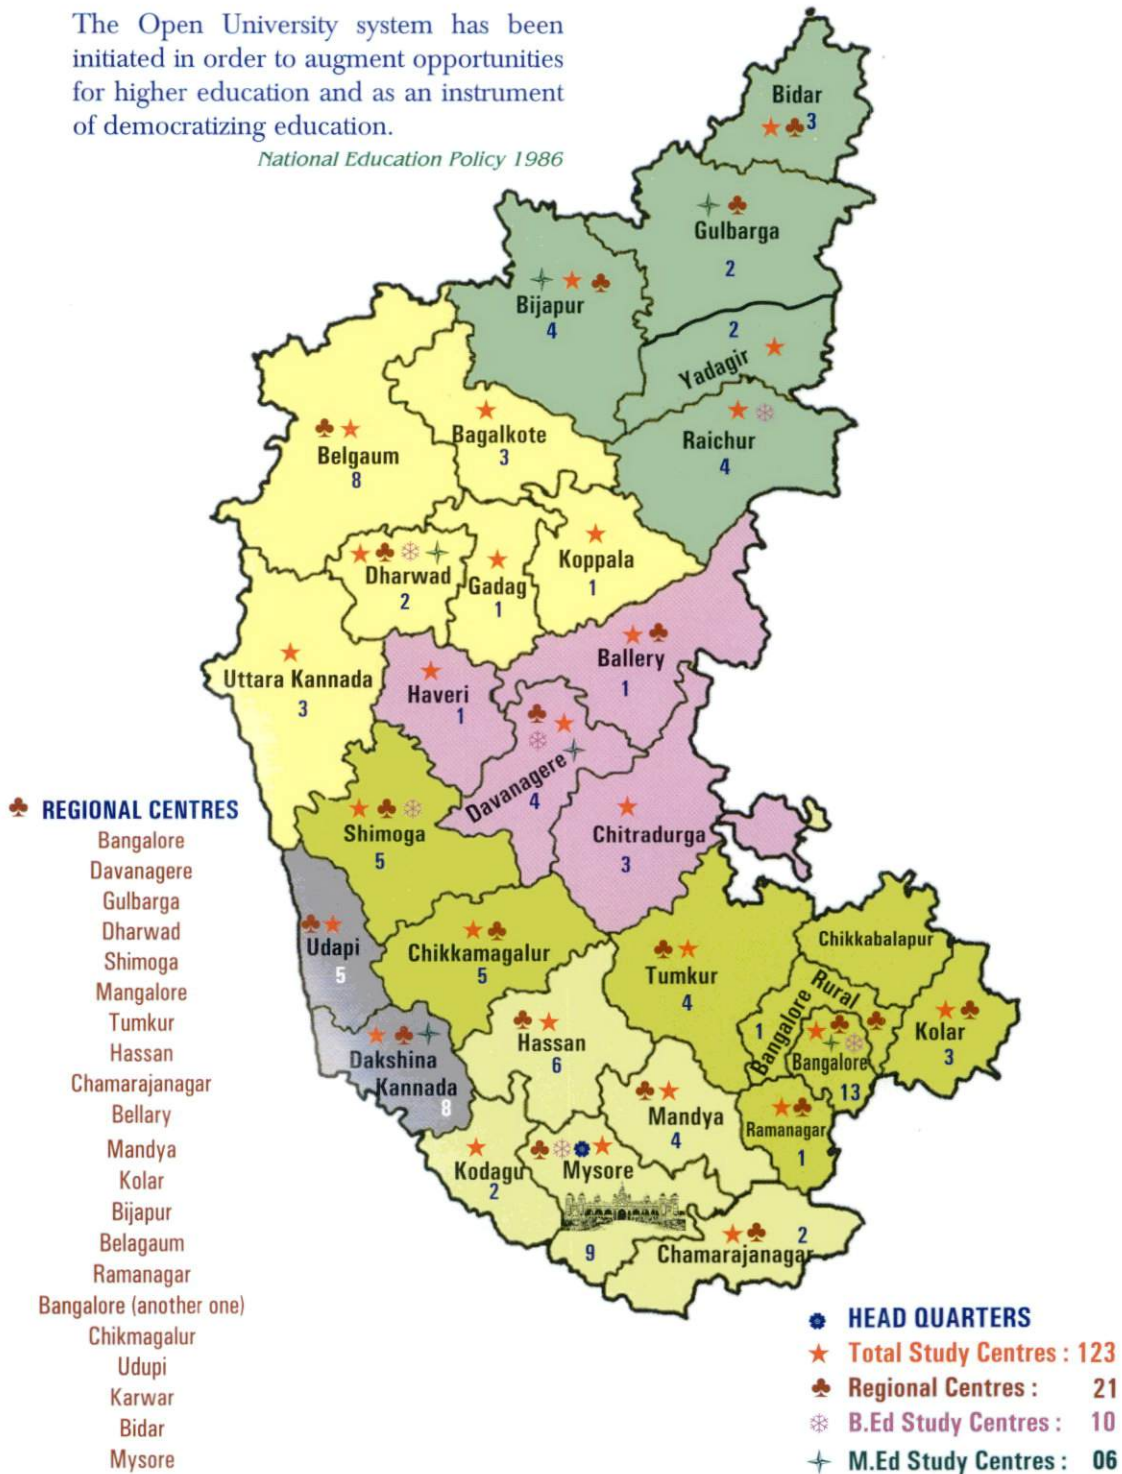 The Open University system has been
initiated in order to augment opportunities
for higher education and as an instrument
of democratizing education.
National Education Policy 1986
Bidar
3
Gulbarga
2
Bijapur
4
2
Yadagir
Raichur
4
Belgaum
8
Bagalkote
3
Dharwad
2
Gadag
1
Koppala
1
Uttara Kannada
3
Haveri
1
Ballery
1
Davanagere
4
Chitradurga
3
Shimoga
5
Udapi
5
Chikkamagalur
5
Tumkur
4
Chikkabalapur
Bangalore Rural
1
Bangalore
13
Kolar
3
Dakshina
Kannada
8
Hassan
6
Mandya
4
Ramanagar
1
Kodagu
2
Mysore
9
Chamarajanagar
2
REGIONAL CENTRES
Bangalore
Davanagere
Gulbarga
Dharwad
Shimoga
Mangalore
Tumkur
Hassan
Chamarajanagar
Bellary
Mandya
Kolar
Bijapur
Belagaum
Ramanagar
Bangalore (another one)
Chikmagalur
Udupi
Karwar
Bidar
Mysore
HEAD QUARTERS
Total Study Centres : 123
Regional Centres : 21
B.Ed Study Centres : 10
M.Ed Study Centres : 06